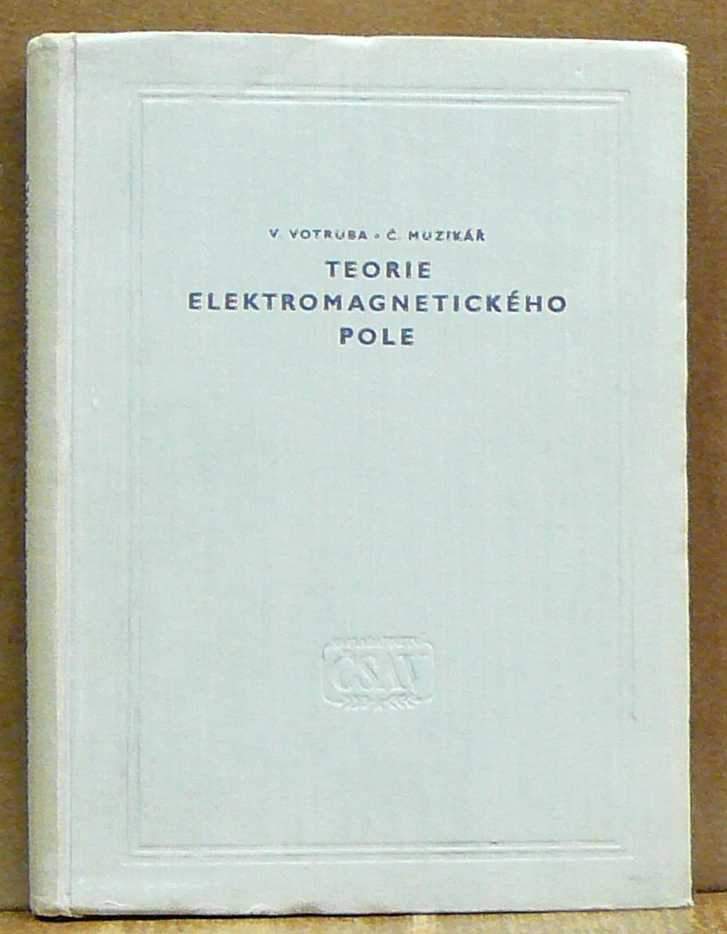 V. VOTRUBA • Č. MUZIKÁŘ
TEORIE
ELEKTROMAGNETICKÉHO
POLE
ČSAV